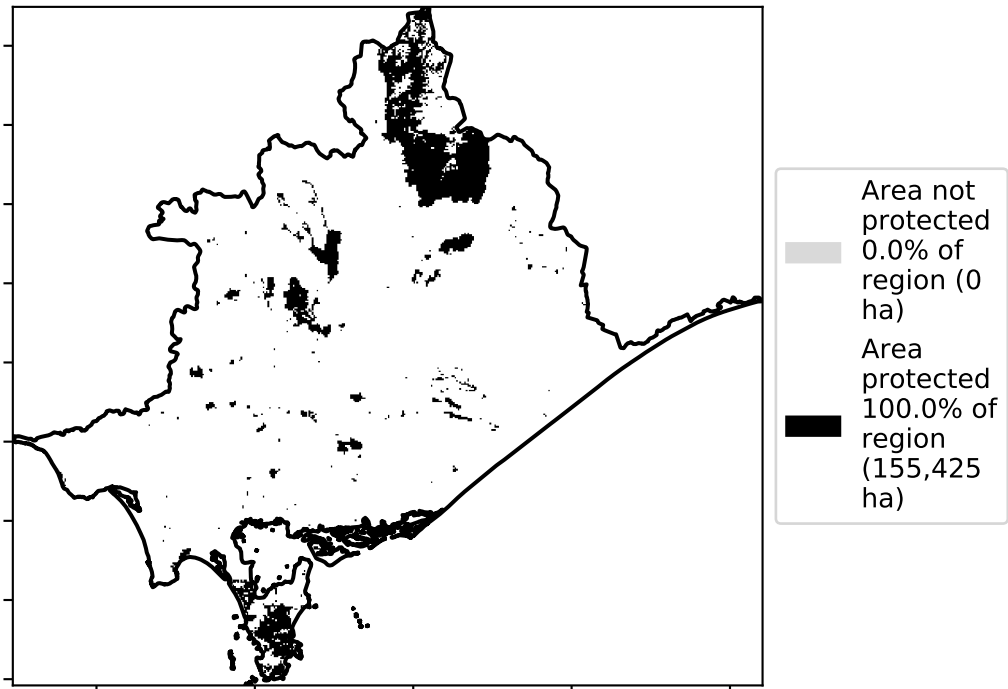 Area not
protected
0.0% of
region (0
ha)
Area
protected
100.0% of
region
(155,425
ha)